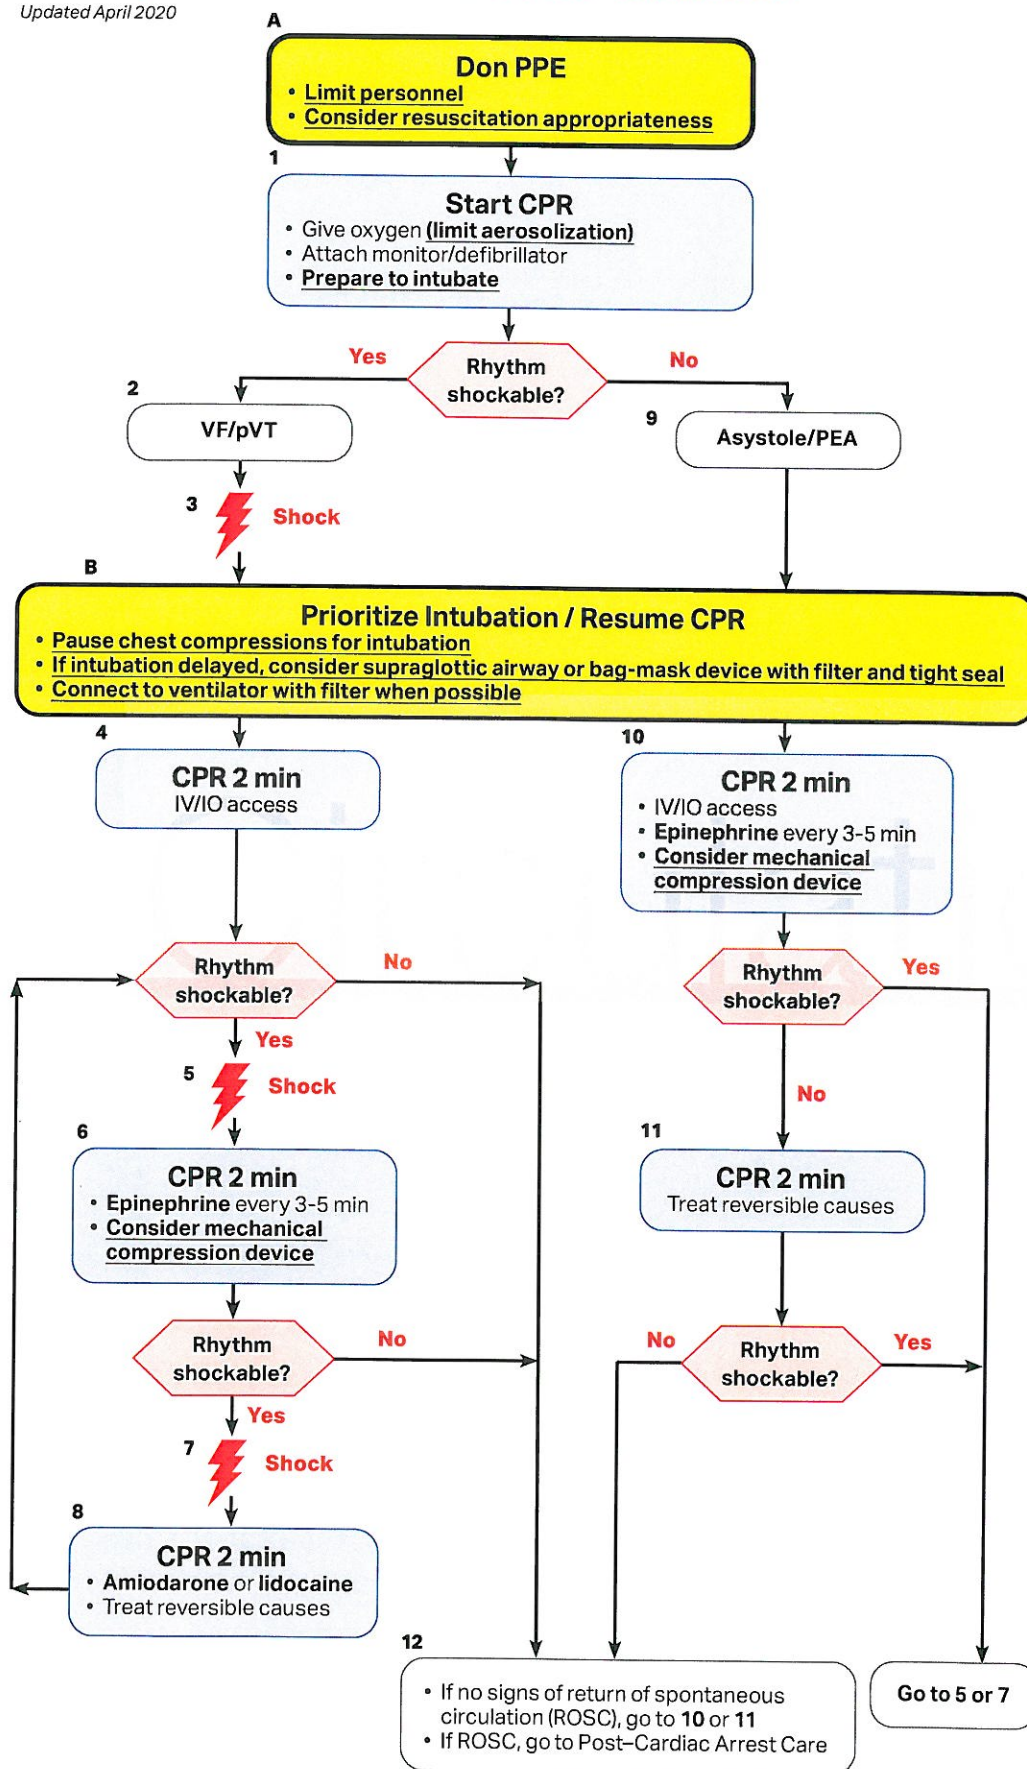 Updated April 2020
A
Don PPE
• Limit personnel
• Consider resuscitation appropriateness
1
Start CPR
• Give oxygen (limit aerosolization)
• Attach monitor/defibrillator
• Prepare to intubate
Rhythm
shockable?
Yes
No
2
VF/pVT
9
Asystole/PEA
3
Shock
B
Prioritize Intubation / Resume CPR
• Pause chest compressions for intubation
• If intubation delayed, consider supraglottic airway or bag-mask device with filter and tight seal
• Connect to ventilator with filter when possible
4
CPR 2 min
IV/IO access
10
CPR 2 min
• IV/IO access
• Epinephrine every 3-5 min
• Consider mechanical
compression device
Rhythm
shockable?
No
Yes
Rhythm
shockable?
Yes
No
5
Shock
6
CPR 2 min
• Epinephrine every 3-5 min
• Consider mechanical
compression device
11
CPR 2 min
Treat reversible causes
Rhythm
shockable?
No
Yes
No
Rhythm
shockable?
Yes
7
Shock
8
CPR 2 min
• Amiodarone or lidocaine
• Treat reversible causes
12
• If no signs of return of spontaneous
circulation (ROSC), go to 10 or 11
• If ROSC, go to Post–Cardiac Arrest Care
Go to 5 or 7